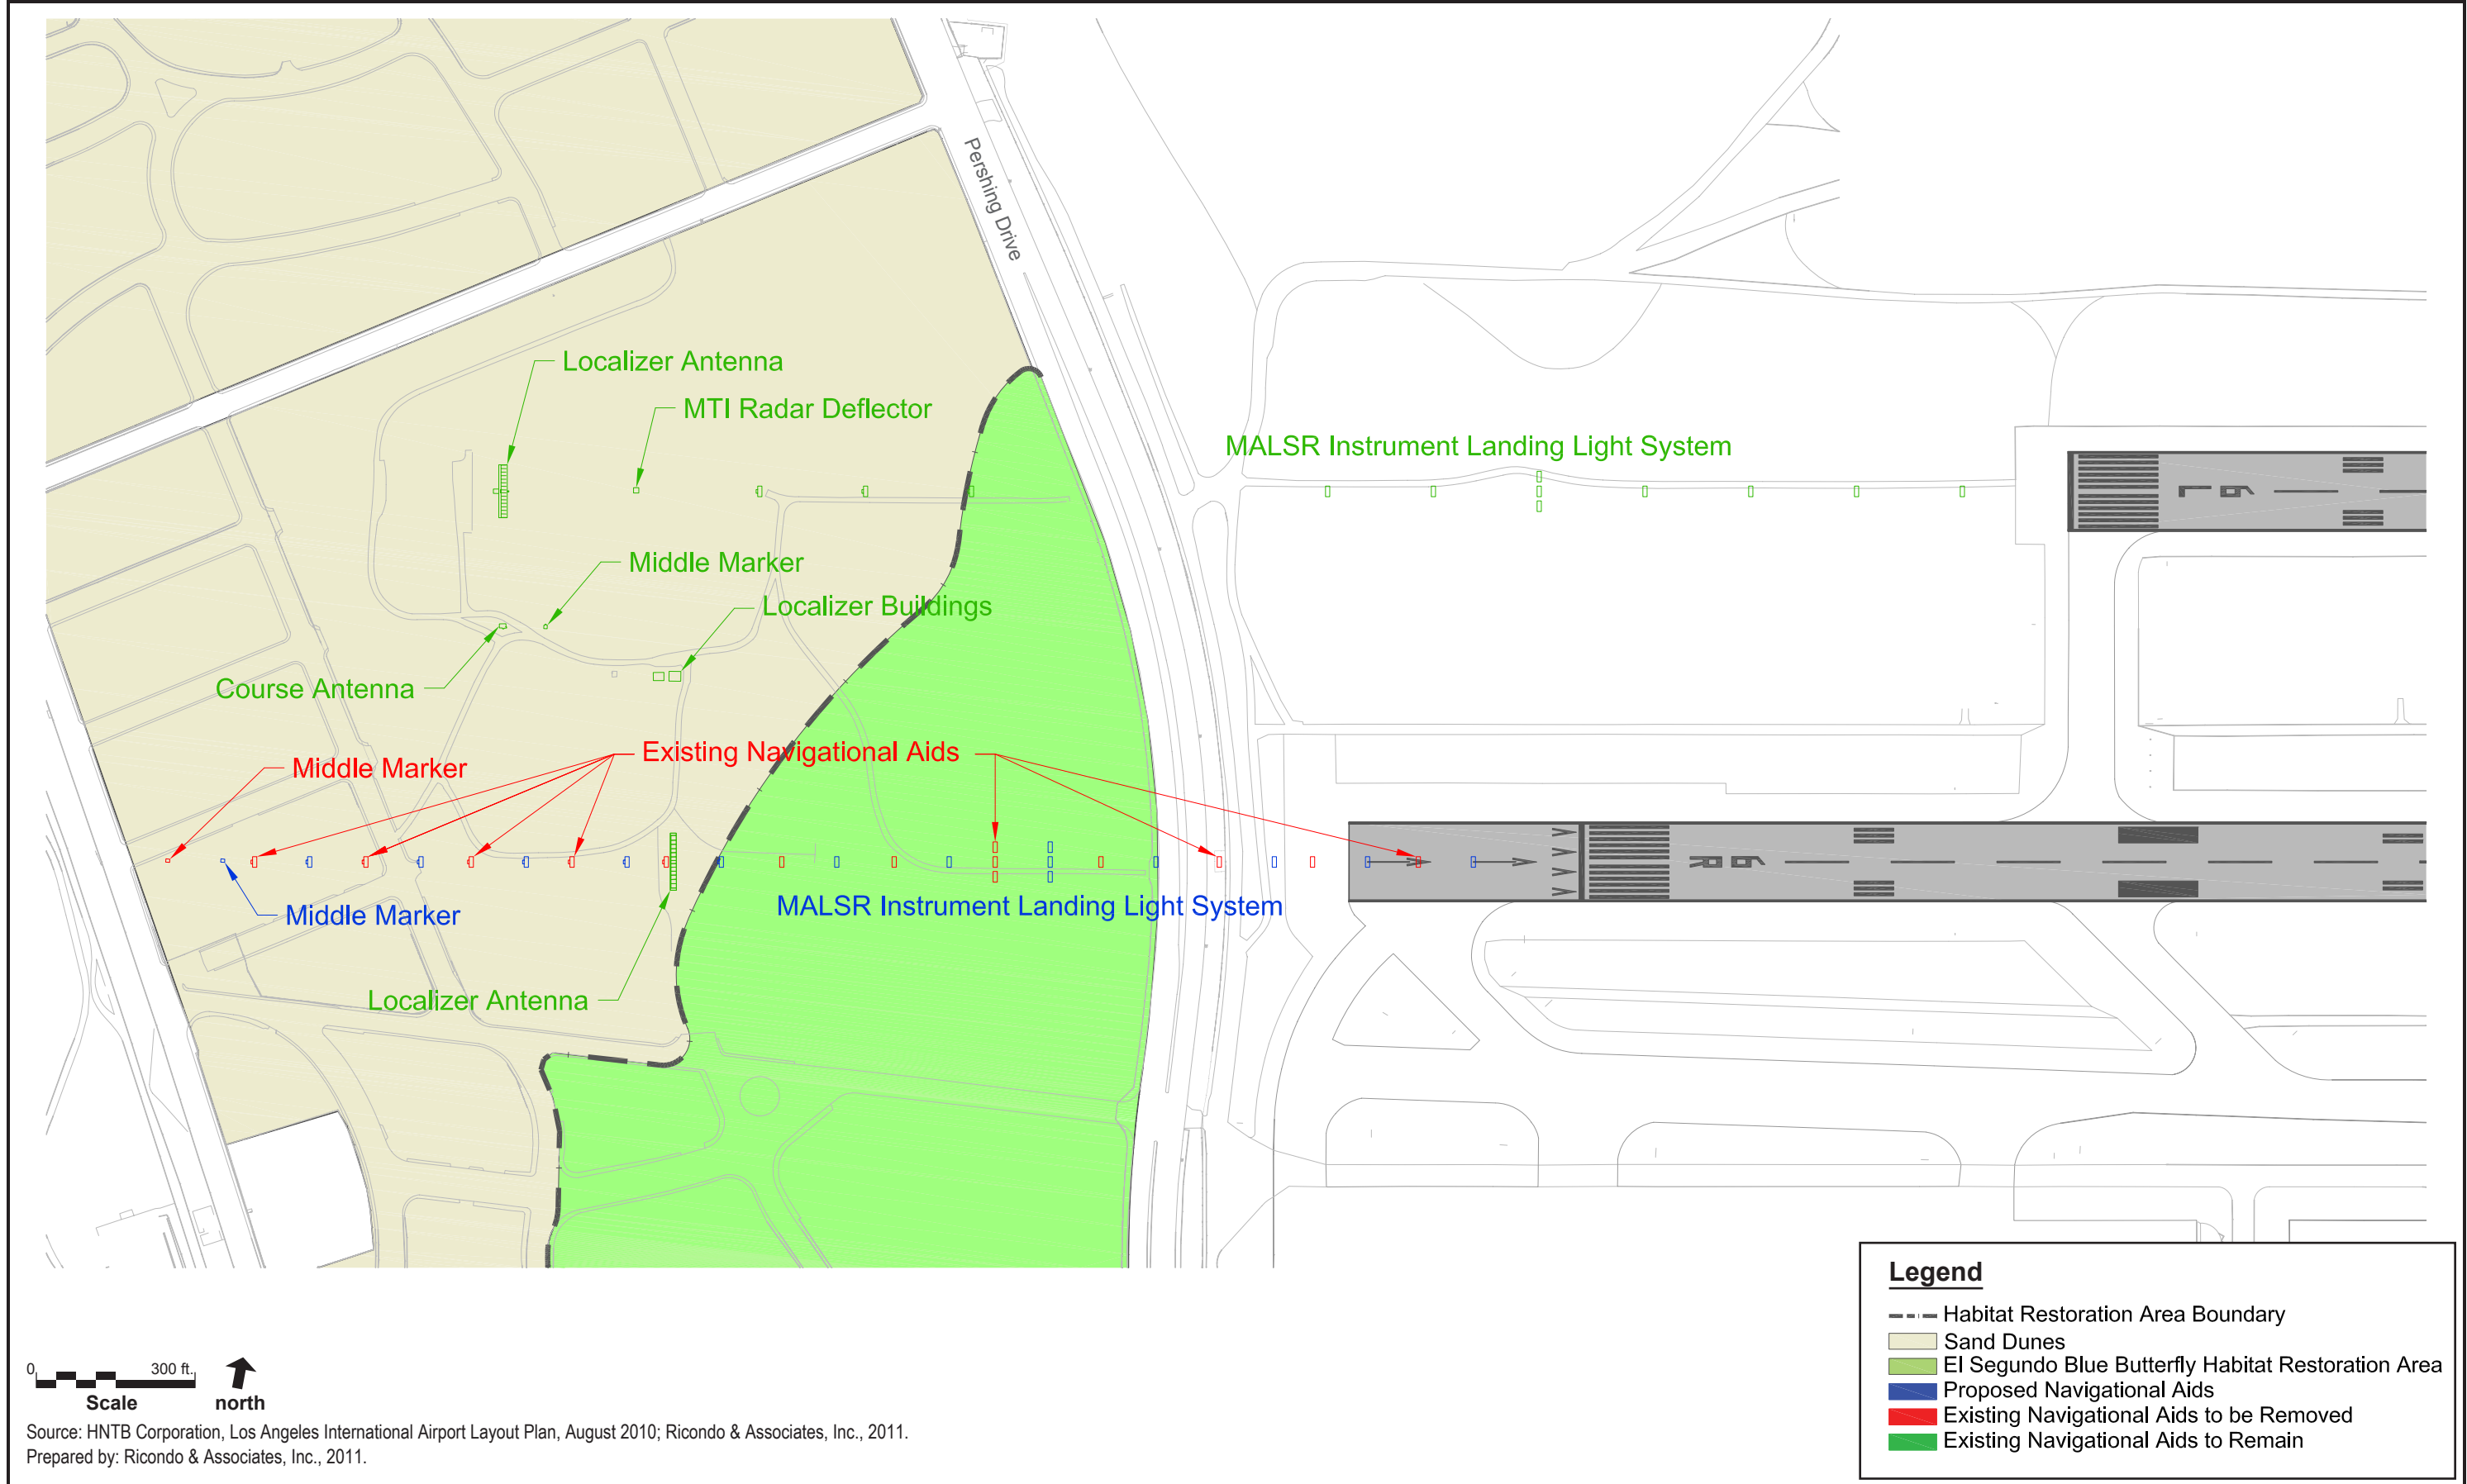 Pershing Drive
Localizer Antenna
MTI Radar Deflector
MALSR Instrument Landing Light System
6L
Middle Marker
Localizer Buildings
Course Antenna
Existing Navigational Aids
Middle Marker
6R
Middle Marker
MALSR Instrument Landing Light System
Localizer Antenna
Legend
Habitat Restoration Area Boundary
Sand Dunes
El Segundo Blue Butterfly Habitat Restoration Area
Proposed Navigational Aids
Existing Navigational Aids to be Removed
Existing Navigational Aids to Remain
0 300 ft.
Scale north
Source: HNTB Corporation, Los Angeles International Airport Layout Plan, August 2010; Ricondo & Associates, Inc., 2011.
Prepared by: Ricondo & Associates, Inc., 2011.